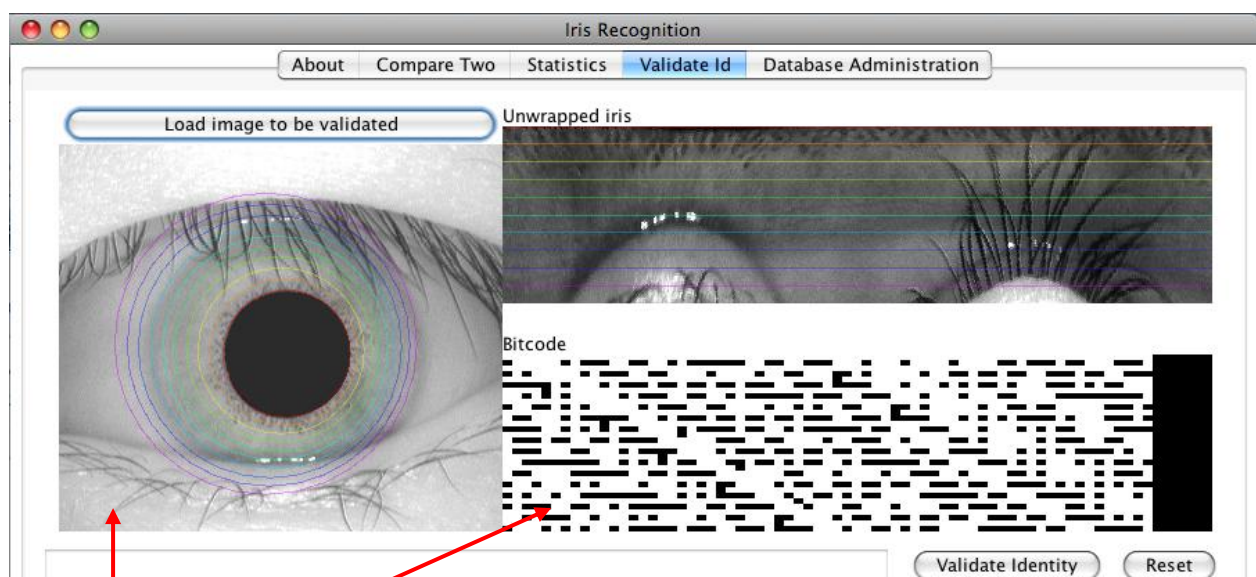 Iris Recognition
About Compare Two Statistics Validate Id Database Administration
Load image to be validated
Unwrapped iris
Bitcode
Validate Identity Reset